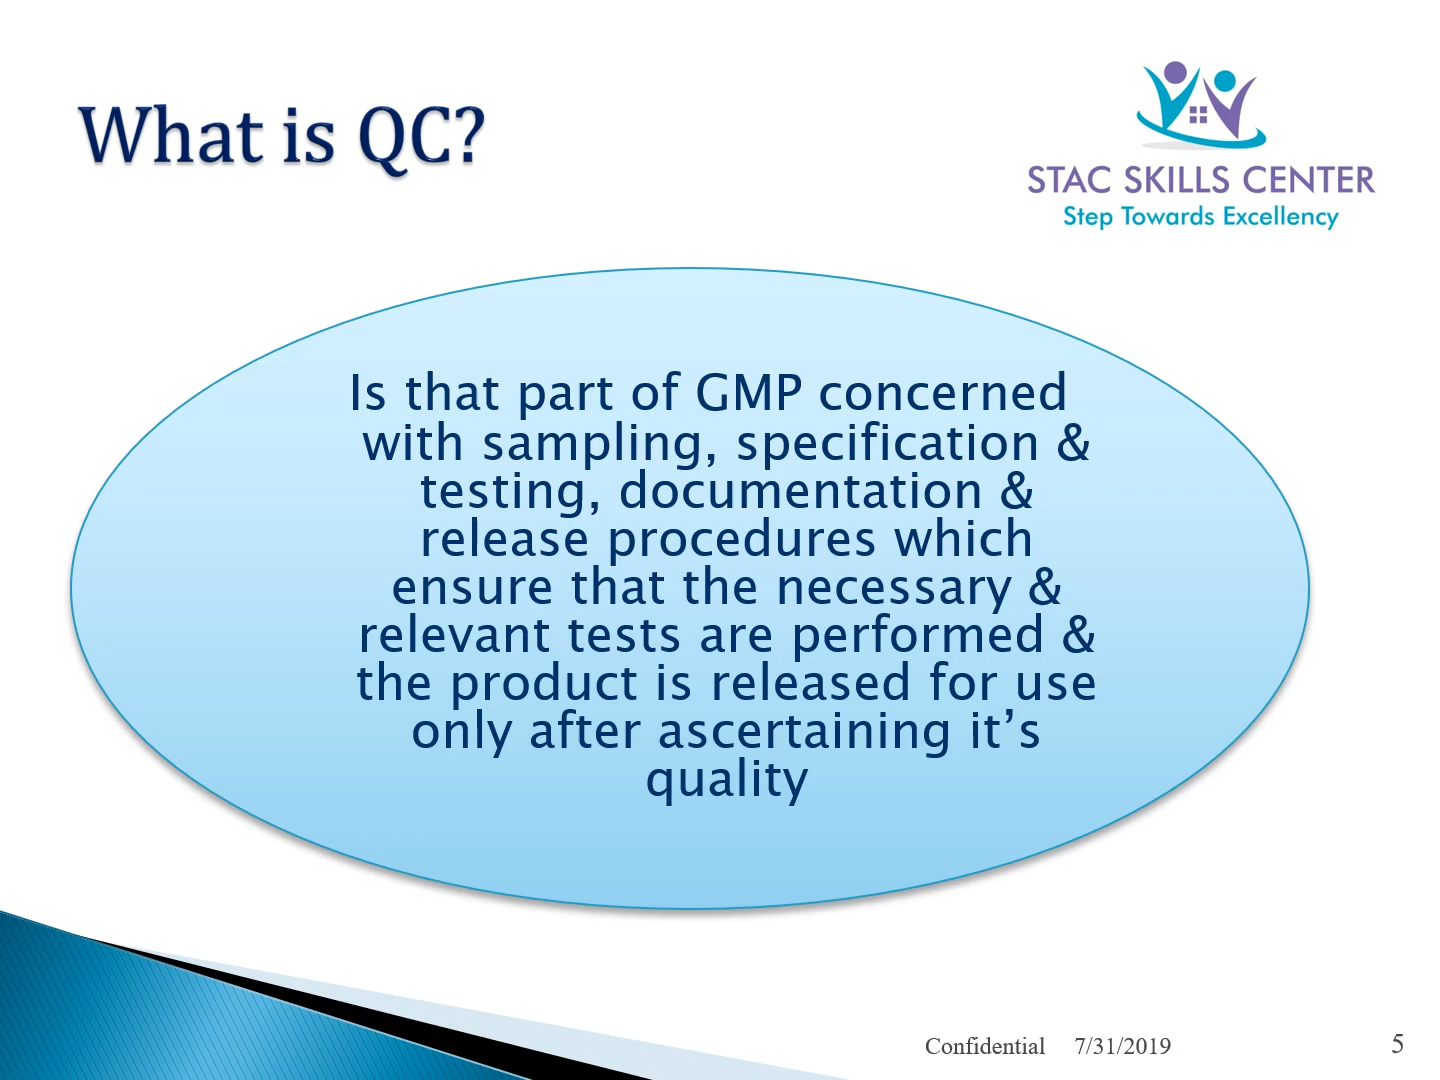 What is QC?
STAC SKILLS CENTER
Step Towards Excellency
Is that part of GMP concerned
with sampling, specification &
testing, documentation &
release procedures which
ensure that the necessary &
relevant tests are performed &
the product is released for use
only after ascertaining it’s
quality
Confidential 7/31/2019 5